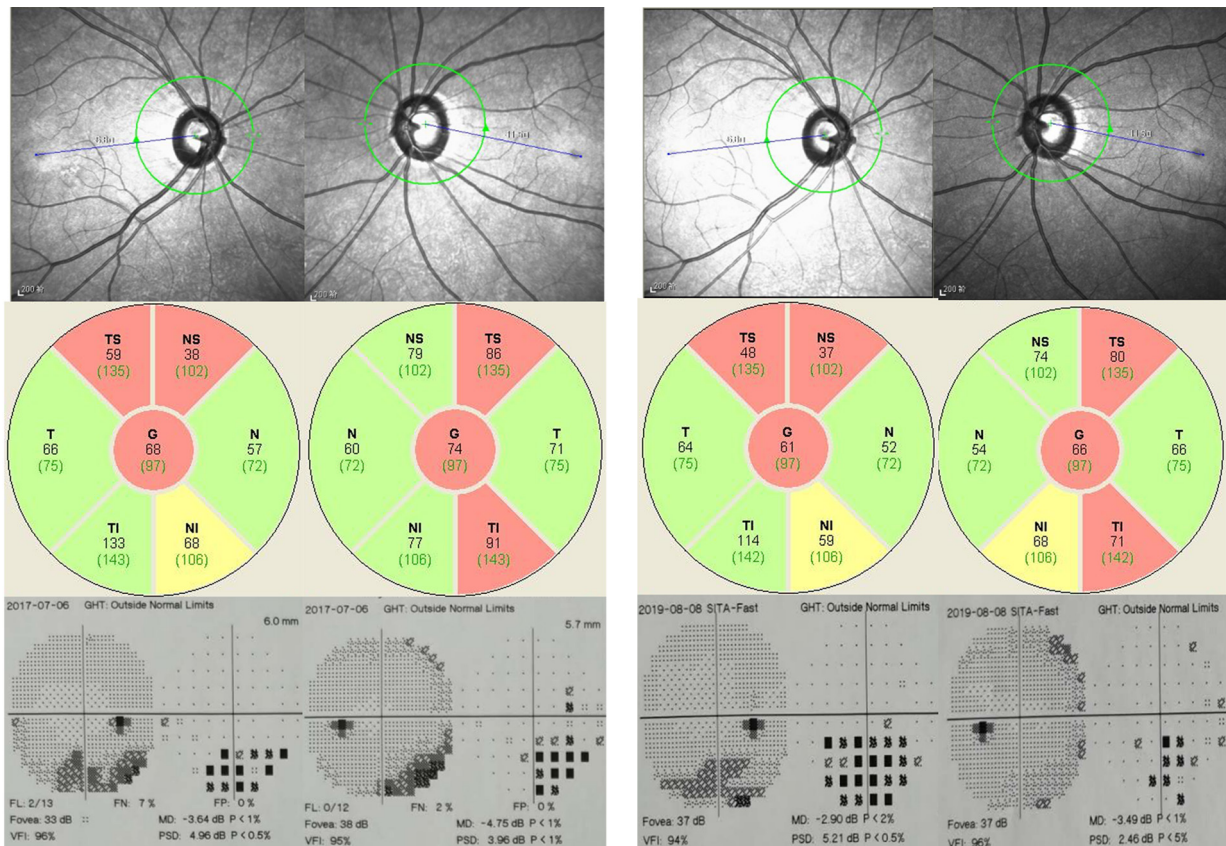 200 衸
200 衸
200 衸
200 衸
TS
59
(135)
NS
38
(102)
T
66
(75)
G
68
(97)
N
57
(72)
TI
133
(143)
NI
68
(106)
NS
79
(102)
TS
86
(135)
N
60
(72)
G
74
(97)
T
71
(75)
NI
77
(106)
TI
91
(143)
TS
48
(135)
NS
37
(102)
T
64
(75)
G
61
(97)
N
52
(72)
TI
114
(142)
NI
59
(106)
NS
74
(102)
TS
80
(135)
N
54
(72)
G
66
(97)
T
66
(75)
NI
68
(106)
TI
71
(142)
2017-07-06 GHT: Outside Normal Limits
6.0 mm
FL: 2/13 FN: 7 % FP: 0 %
Fovea: 33 dB :: MD: -3.64 dB P < 1%
VFI: 96% PSD: 4.96 dB P < 0.5%
2017-07-06 GHT: Outside Normal Limits
5.7 mm
FL: 0/12 FN: 2 % FP: 0 %
Fovea: 38 dB MD: -4.75 dB P < 1%
VFI: 95% PSD: 3.96 dB P < 1%
2019-08-08 SITA-Fast GHT: Outside Normal Limits
Fovea: 37 dB MD: -2.90 dB P < 2%
VFI: 94% PSD: 5.21 dB P < 0.5%
2019-08-08 SITA-Fast GHT: Outside Normal Limits
Fovea: 37 dB MD: -3.49 dB P < 1%
VFI: 96% PSD: 2.46 dB P < 5%